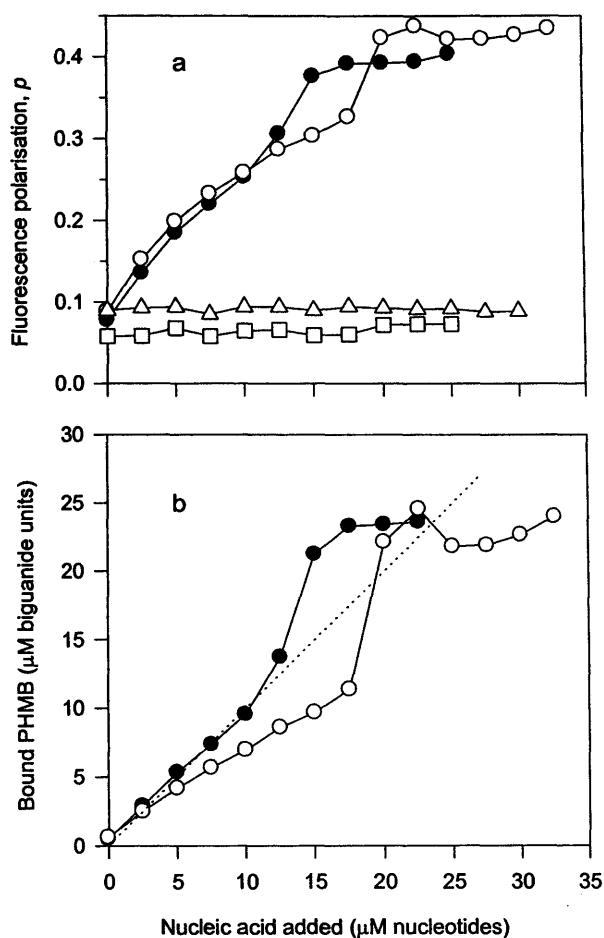 a
Fluorescence polarisation, p
0.4
0.3
0.2
0.1
0.0
b
Bound PHMB (μM biguanide units)
30
25
20
15
10
5
0
0 5 10 15 20 25 30 35
Nucleic acid added (μM nucleotides)